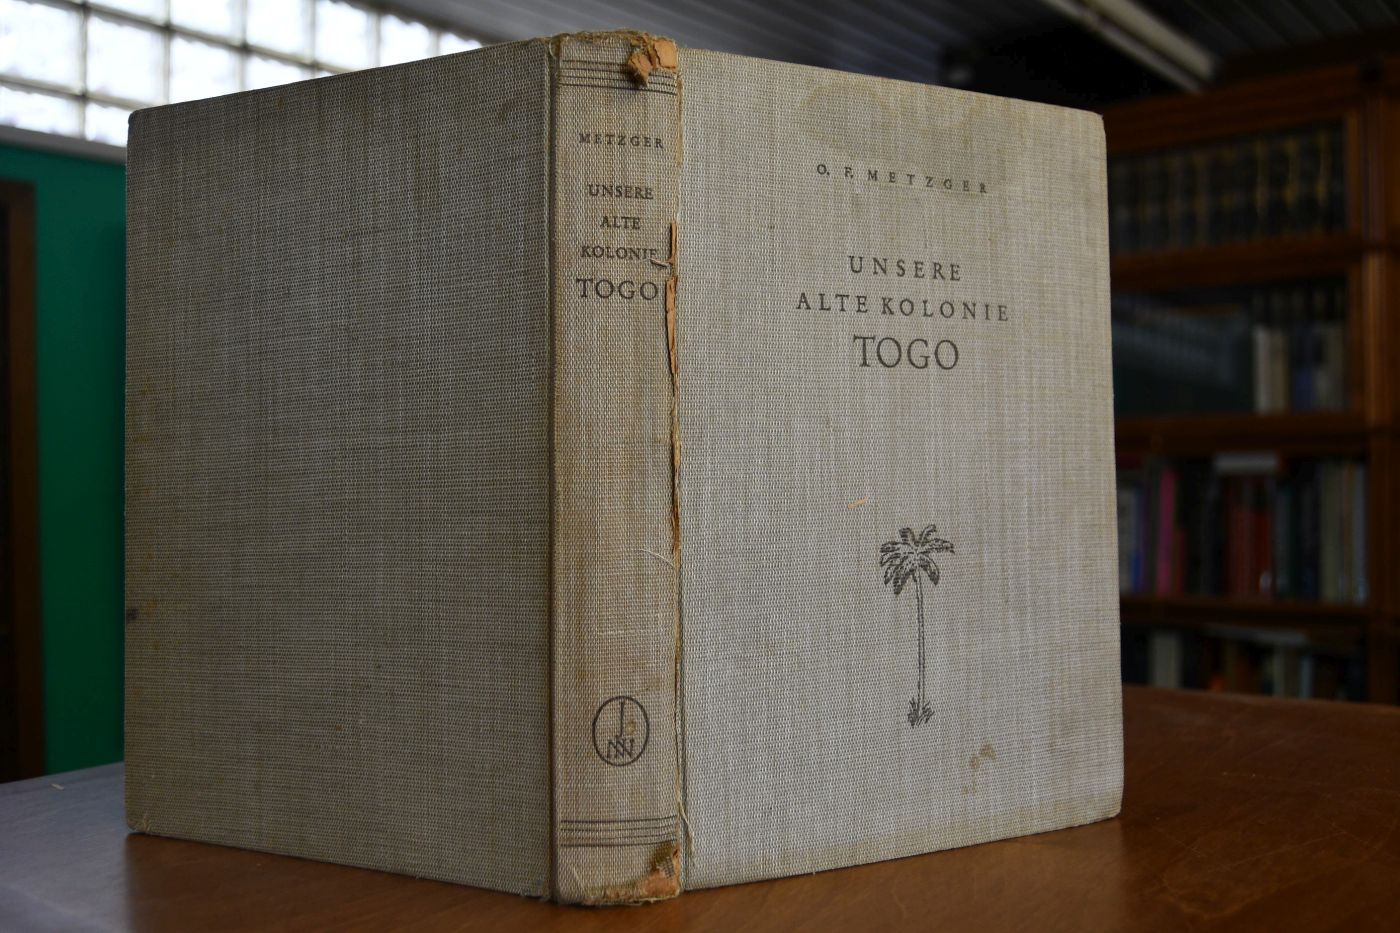 METZGER
UNSERE
ALTE
KOLONIE
TOGO
O. F. METZGER
UNSERE
ALTE KOLONIE
TOGO